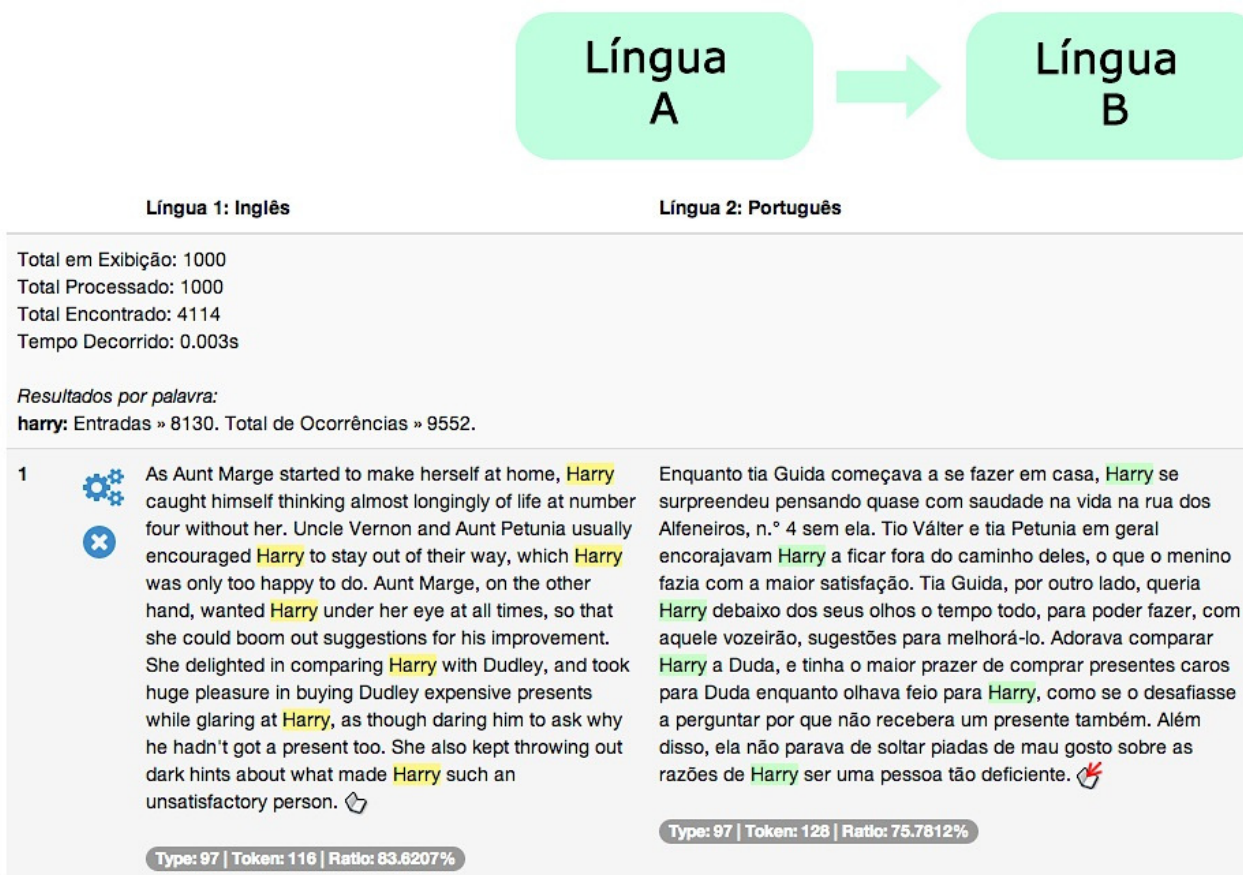 Língua
A
Língua
B
Língua 1: Inglês
Língua 2: Português
Total em Exibição: 1000
Total Processado: 1000
Total Encontrado: 4114
Tempo Decorrido: 0.003s
Resultados por palavra:
harry: Entradas » 8130. Total de Ocorrências » 9552.
1
As Aunt Marge started to make herself at home, Harry
caught himself thinking almost longingly of life at number
four without her. Uncle Vernon and Aunt Petunia usually
encouraged Harry to stay out of their way, which Harry
was only too happy to do. Aunt Marge, on the other
hand, wanted Harry under her eye at all times, so that
she could boom out suggestions for his improvement.
She delighted in comparing Harry with Dudley, and took
huge pleasure in buying Dudley expensive presents
while glaring at Harry, as though daring him to ask why
he hadn't got a present too. She also kept throwing out
dark hints about what made Harry such an
unsatisfactory person.
Type: 97 | Token: 116 | Ratio: 83.6207%
Enquanto tia Guida começava a se fazer em casa, Harry se
surpreendeu pensando quase com saudade na vida na rua dos
Alfeneiros, n.° 4 sem ela. Tio Válter e tia Petunia em geral
encorajavam Harry a ficar fora do caminho deles, o que o menino
fazia com a maior satisfação. Tia Guida, por outro lado, queria
Harry debaixo dos seus olhos o tempo todo, para poder fazer, com
aquele vozeirão, sugestões para melhorá-lo. Adorava comparar
Harry a Duda, e tinha o maior prazer de comprar presentes caros
para Duda enquanto olhava feio para Harry, como se o desafiasse
a perguntar por que não recebera um presente também. Além
disso, ela não parava de soltar piadas de mau gosto sobre as
razões de Harry ser uma pessoa tão deficiente.
Type: 97 | Token: 128 | Ratio: 75.7812%